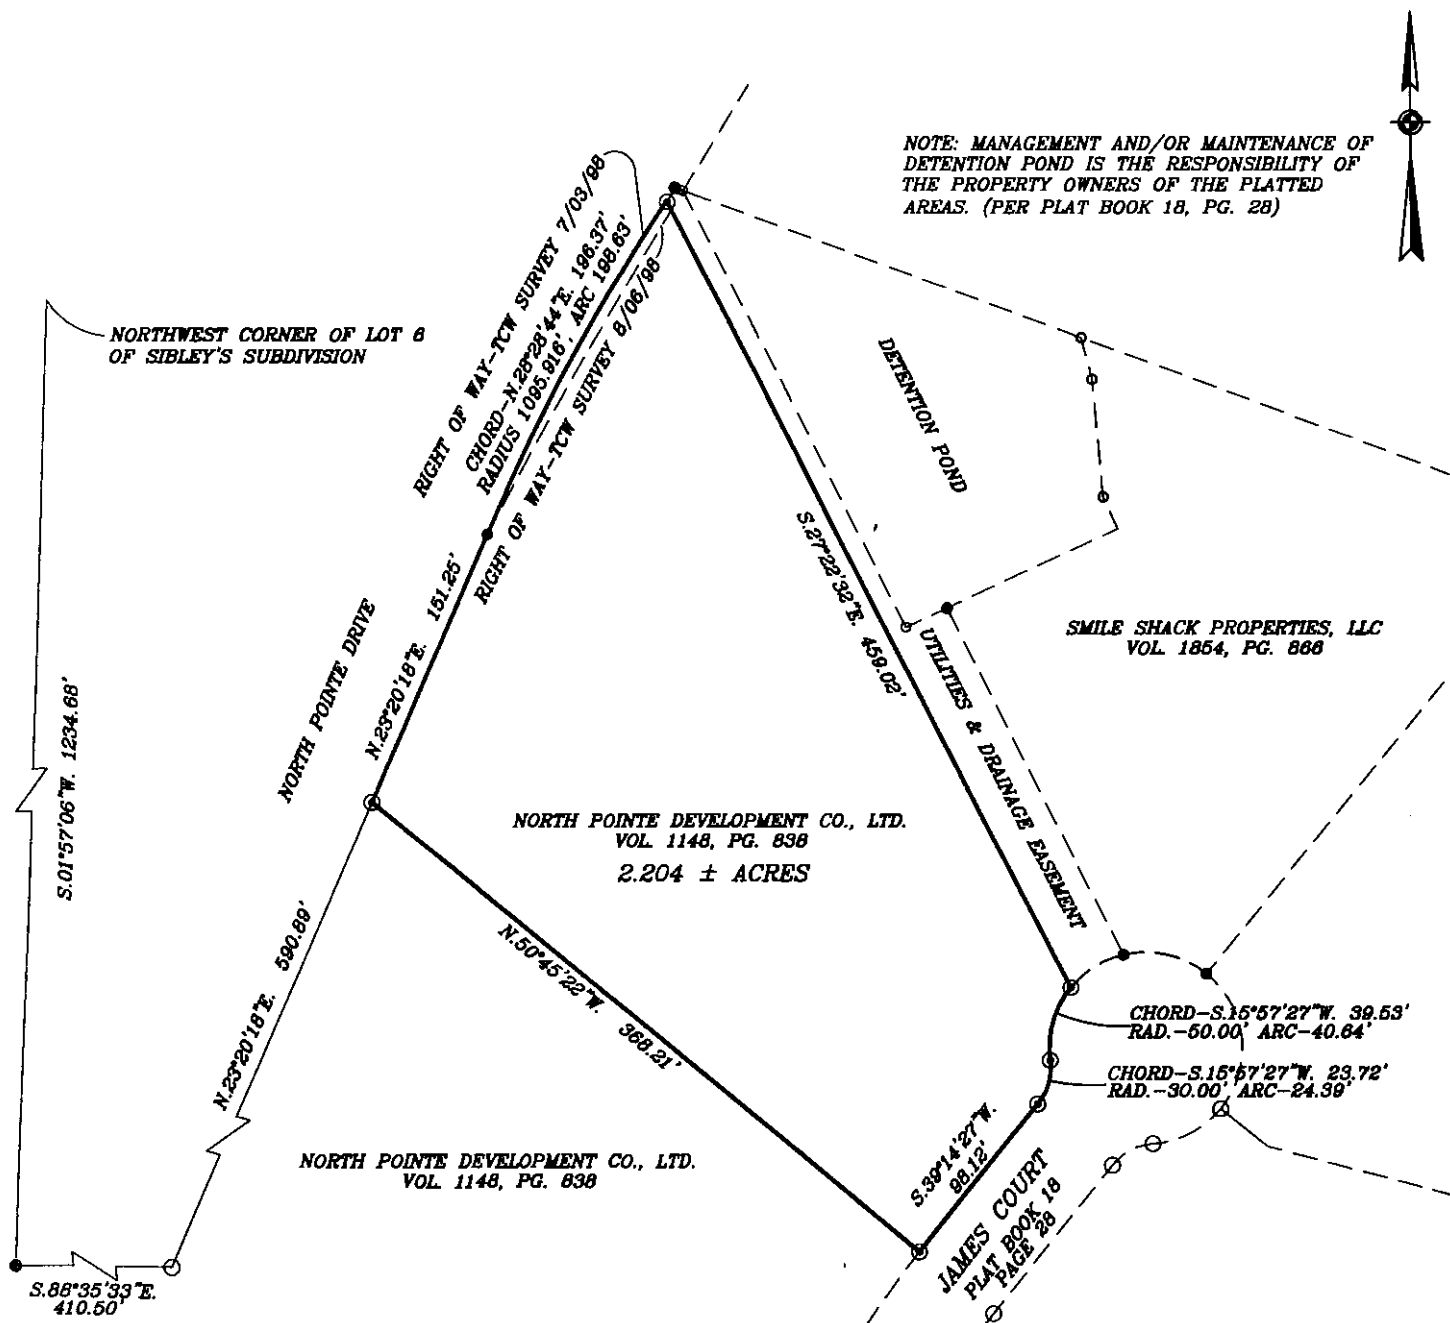 NOTE: MANAGEMENT AND/OR MAINTENANCE OF
DETENTION POND IS THE RESPONSIBILITY OF
THE PROPERTY OWNERS OF THE PLATTED
AREAS. (PER PLAT BOOK 18, PG. 28)
RIGHT OF WAY-TCW SURVEY 7/03/98
CHORD-N.28°28'44"E. 196.37'
RADIUS 1095.916', ARC 198.63'
RIGHT OF WAY-TCW SURVEY 8/06/98
NORTHWEST CORNER OF LOT 6
OF SIBLEY'S SUBDIVISION
DETENTION POND
S.27°22'32"E. 459.02'
N.23°20'18"E. 151.25'
NORTH POINTE DRIVE
SMILE SHACK PROPERTIES, LLC
VOL. 1854, PG. 868
UTILITIES & DRAINAGE EASEMENT
S.01°57'06"W. 1234.68'
NORTH POINTE DEVELOPMENT CO., LTD.
VOL. 1148, PG. 838
2.204 ± ACRES
N.50°45'22"W. 368.21'
N.23°20'18"E. 590.89'
CHORD-S.15°57'27"W. 39.53'
RAD.-50.00' ARC-40.64'
CHORD-S.15°57'27"W. 23.72'
RAD.-30.00' ARC-24.39'
S.39°14'27"W.
98.12'
NORTH POINTE DEVELOPMENT CO., LTD.
VOL. 1148, PG. 838
JAMES COURT
PLAT BOOK 18
PAGE 28
S.88°35'33"E.
410.50'